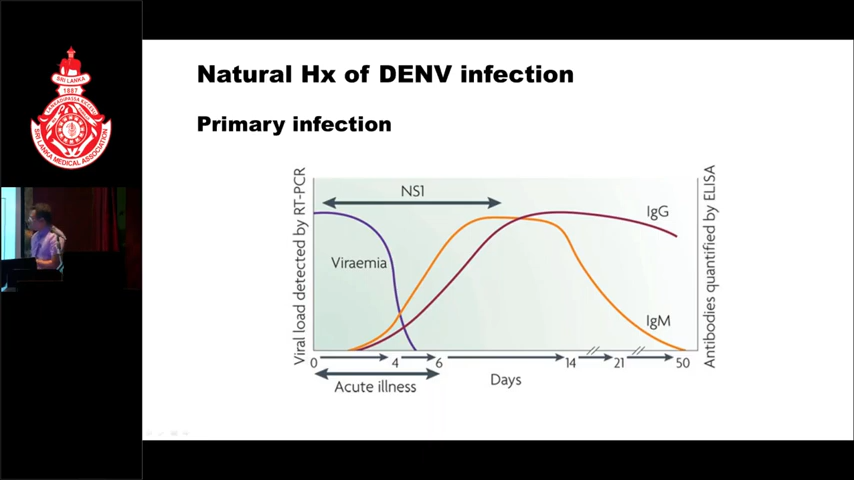 SRI LANKA
1887
SRI LANKA MEDICAL ASSOCIATION
Natural Hx of DENV infection
Primary infection
Viral load detected by RT-PCR
NS1
Viraemia
IgG
IgM
Antibodies quantified by ELISA
0 4 6 14 21 50
Acute illness
Days